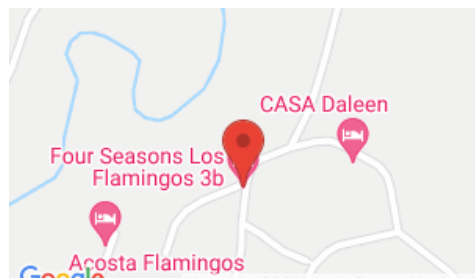 CASA Daleen
Four Seasons Los
Flamingos 3b
Acosta Flamingos
Google